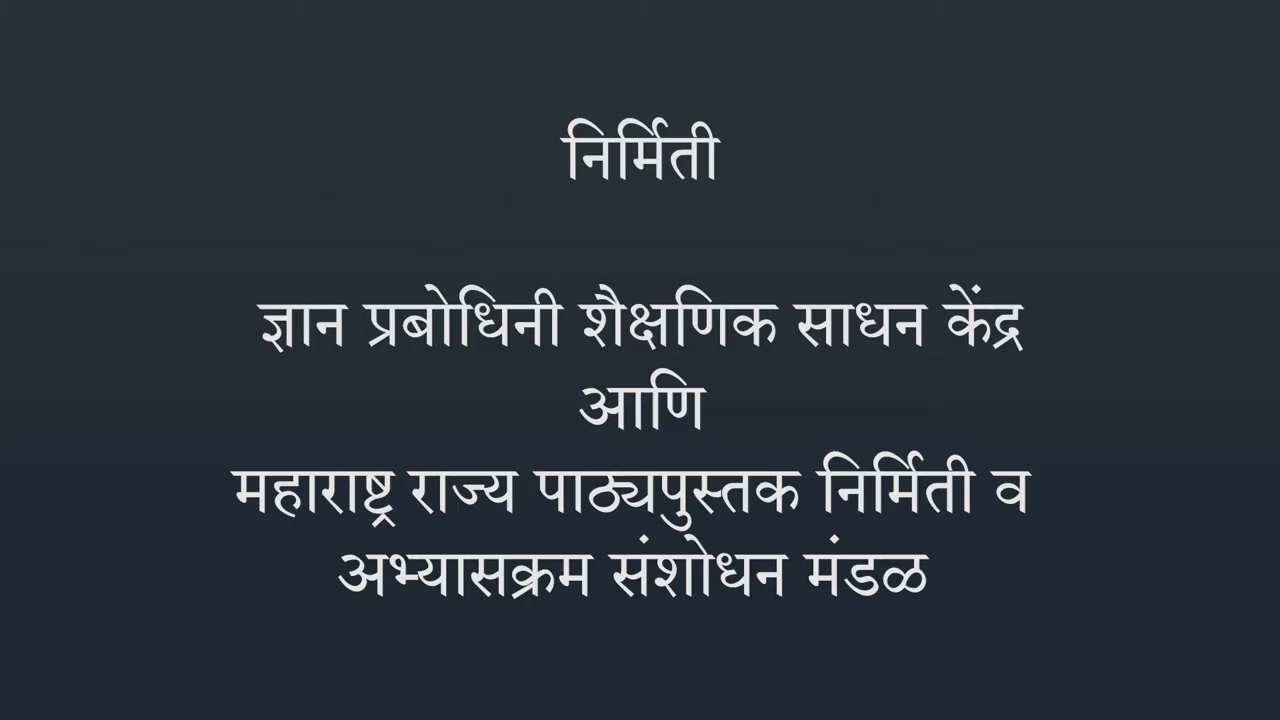 निर्मिती
ज्ञान प्रबोधिनी शैक्षणिक साधन केंद्र
आणि
महाराष्ट्र राज्य पाठ्यपुस्तक निर्मिती व
अभ्यासक्रम संशोधन मंडळ